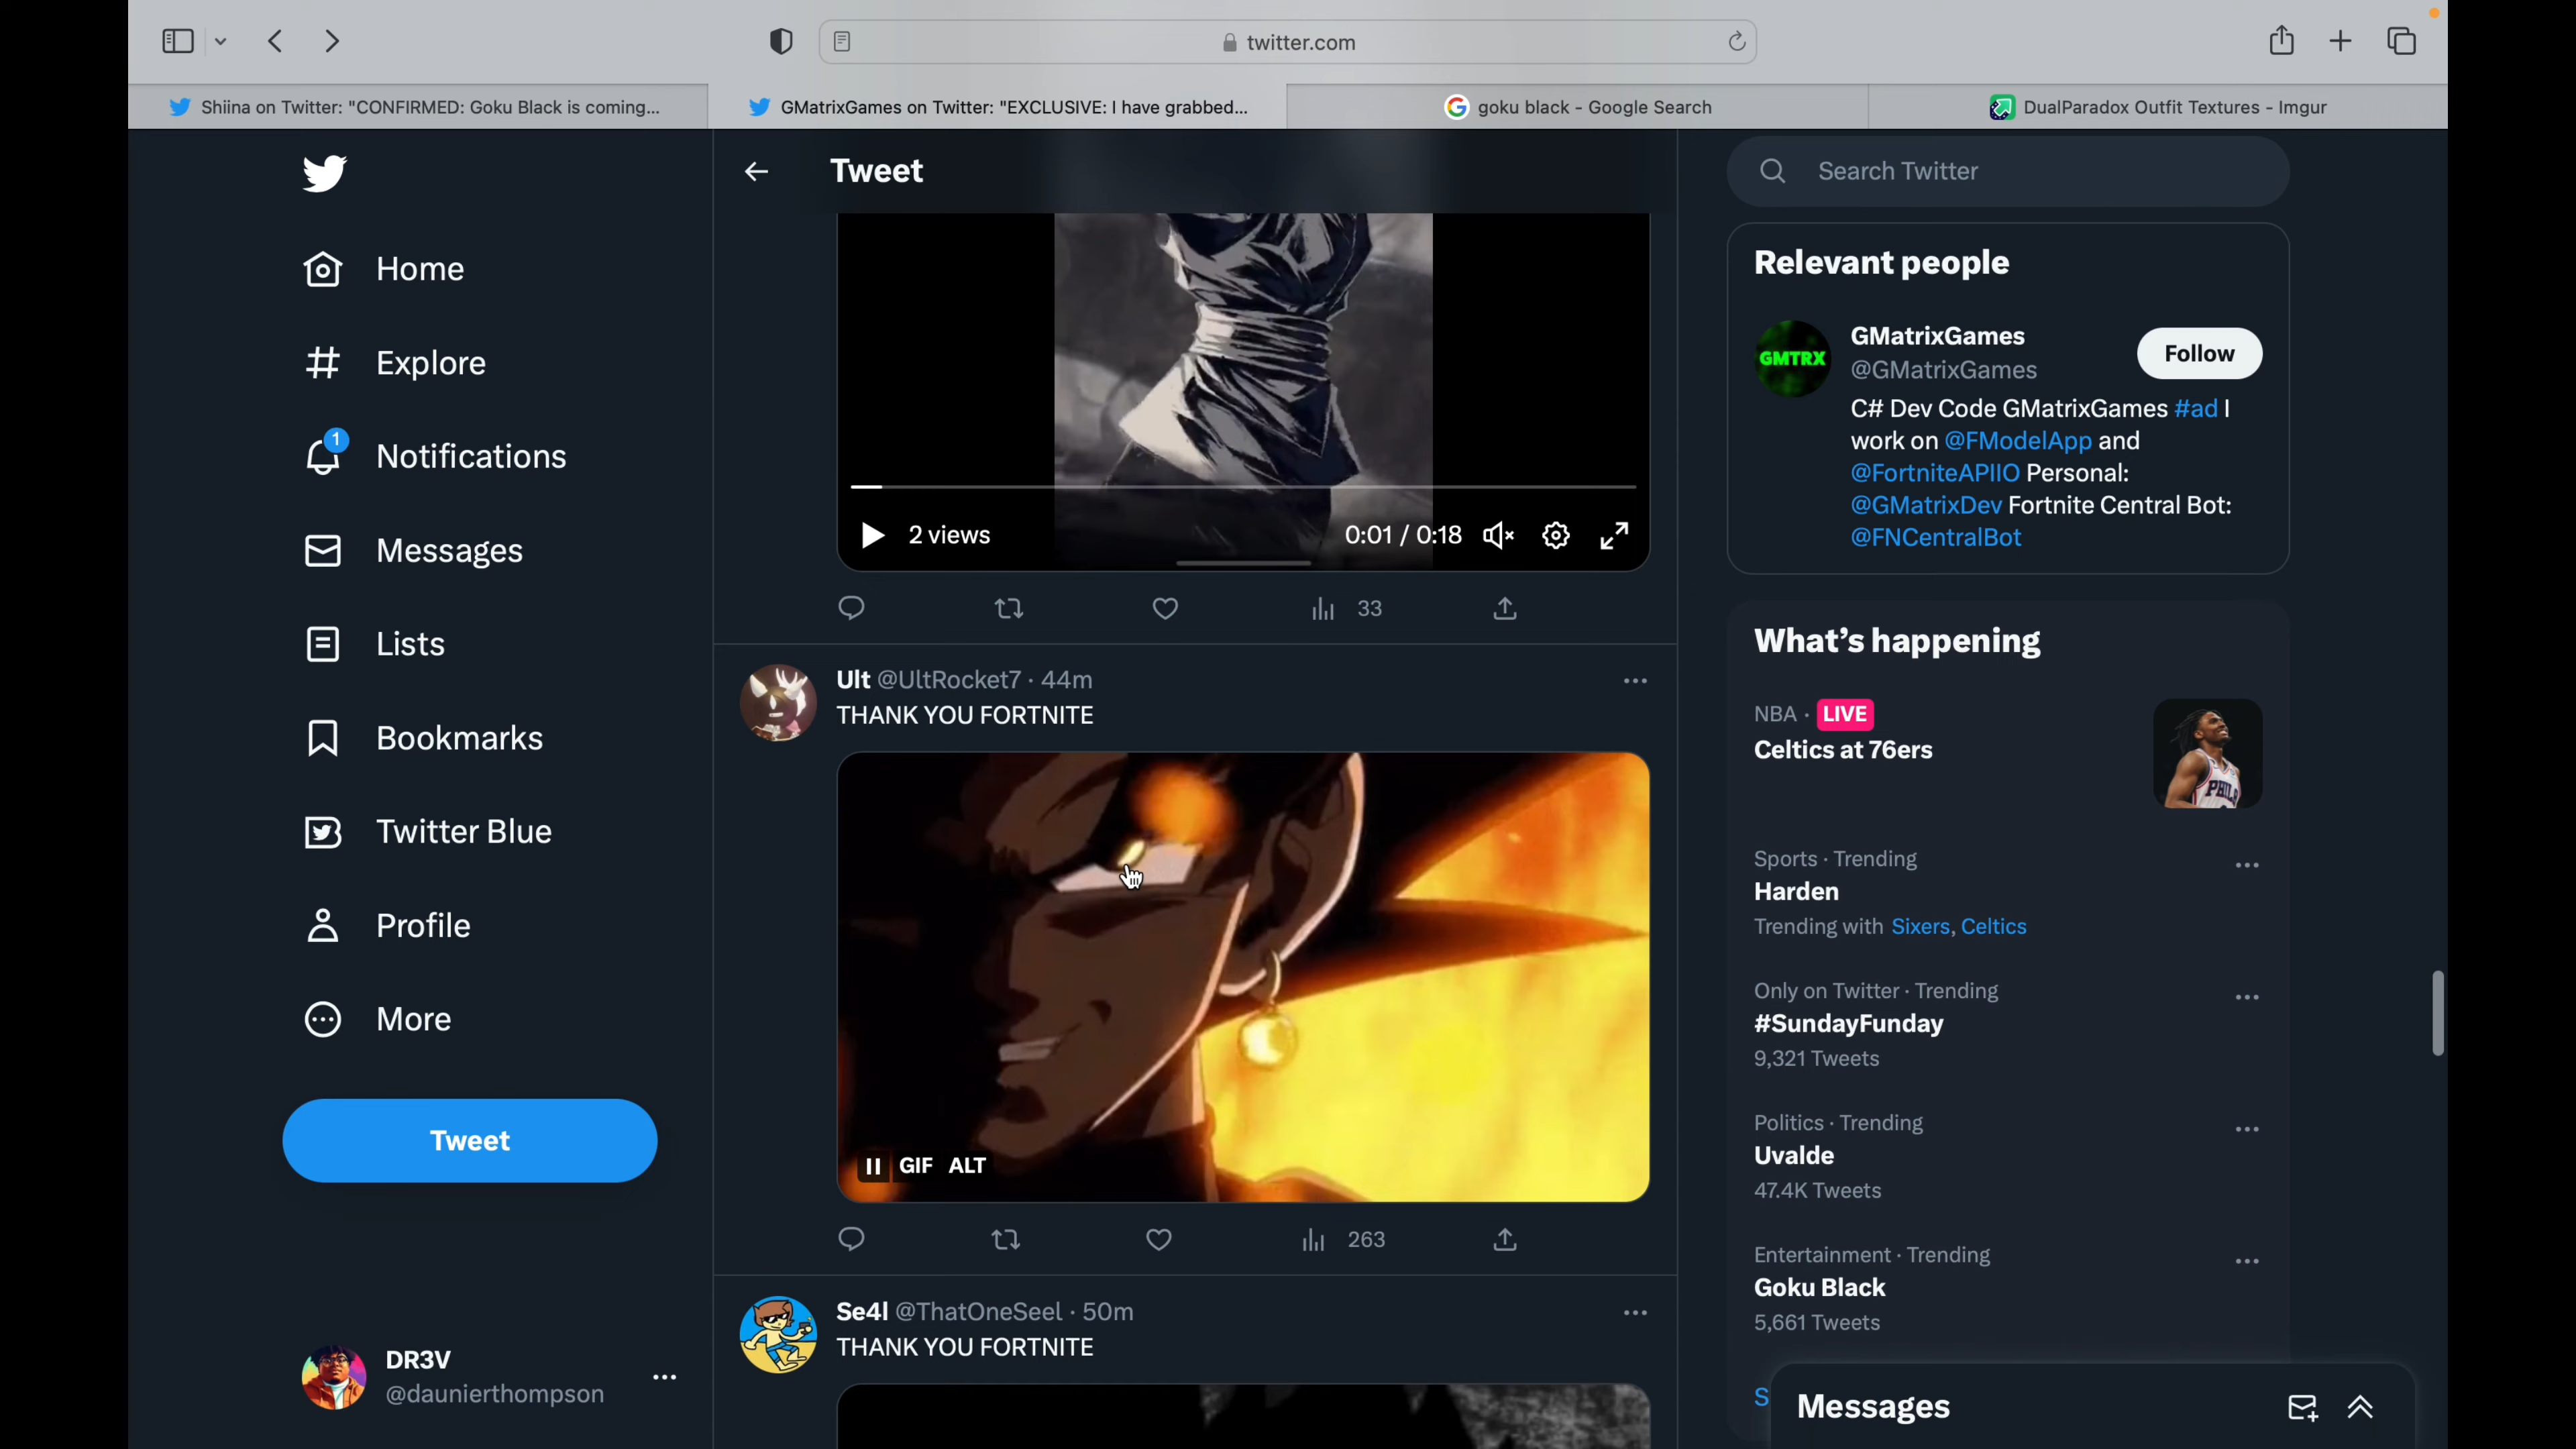 twitter.com
Shiina on Twitter: "CONFIRMED: Goku Black is coming...
GMatrixGames on Twitter: "EXCLUSIVE: I have grabbed...
goku black - Google Search
DualParadox Outfit Textures - Imgur
Home
Explore
1
Notifications
Messages
Lists
Bookmarks
Twitter Blue
Profile
More
Tweet
DR3V
@daunierthompson
Tweet
2 views
0:01 / 0:18
33
Ult @UltRocket7 · 44m
THANK YOU FORTNITE
GIF ALT
263
Se4l @ThatOneSeel · 50m
THANK YOU FORTNITE
Search Twitter
Relevant people
GMTRX
GMatrixGames
@GMatrixGames
Follow
C# Dev Code GMatrixGames #ad I
work on @FModelApp and
@FortniteAPIIO Personal:
@GMatrixDev Fortnite Central Bot:
@FNCentralBot
What's happening
NBA · LIVE
Celtics at 76ers
PHIL
Sports · Trending
Harden
Trending with Sixers, Celtics
Only on Twitter · Trending
#SundayFunday
9,321 Tweets
Politics · Trending
Uvalde
47.4K Tweets
Entertainment · Trending
Goku Black
5,661 Tweets
S
Messages